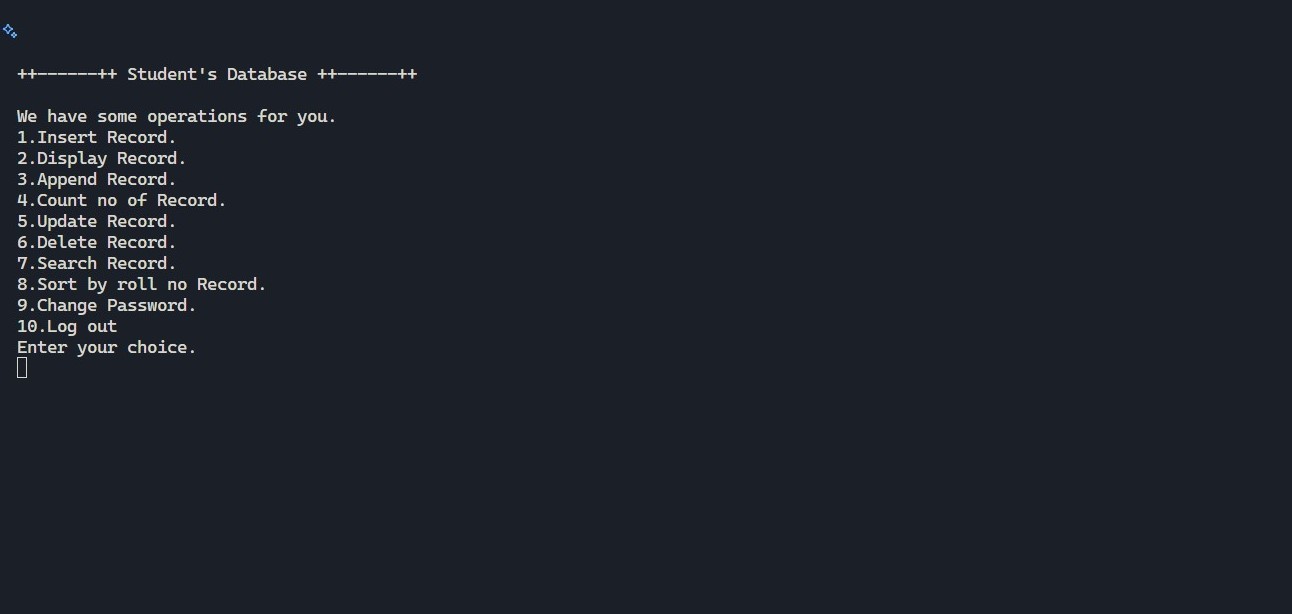 ++------++ Student's Database ++------++
We have some operations for you.
1.Insert Record.
2.Display Record.
3.Append Record.
4.Count no of Record.
5.Update Record.
6.Delete Record.
7.Search Record.
8.Sort by roll no Record.
9.Change Password.
10.Log out
Enter your choice.